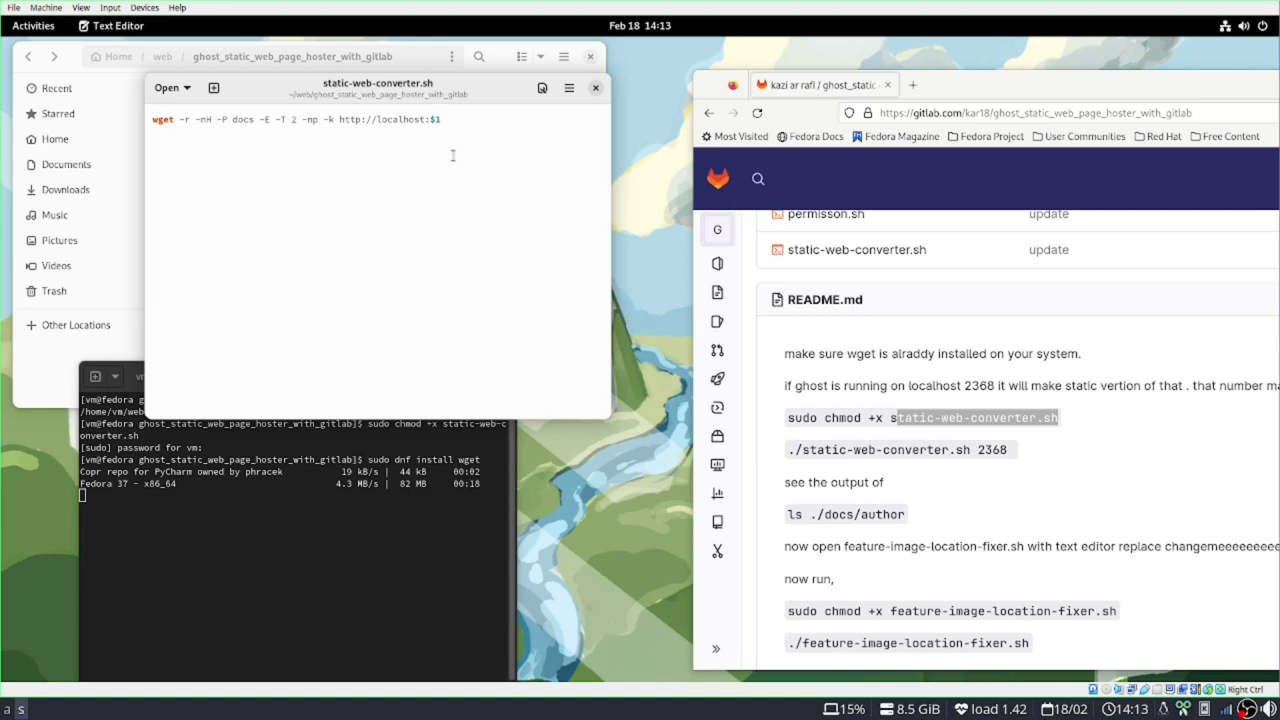 File Machine View Input Devices Help
Activities Text Editor Feb 18 14:13
Home web ghost_static_web_page_hoster_with_gitlab
Recent
Starred
Home
Documents
Downloads
Music
Pictures
Videos
Trash
Other Locations
Open static-web-converter.sh
~/web/ghost_static_web_page_hoster_with_gitlab
wget -r -nH -P docs -E -T 2 -np -k http://localhost:$1
[vm@fedora g
/home/vm/web
[vm@fedora ghost_static_web_page_hoster_with_gitlab]$ sudo chmod +x static-web-c
onverter.sh
[sudo] password for vm:
[vm@fedora ghost_static_web_page_hoster_with_gitlab]$ sudo dnf install wget
Copr repo for PyCharm owned by phracek 19 kB/s | 44 kB 00:02
Fedora 37 - x86_64 4.3 MB/s | 82 MB 00:18
kazi ar rafi / ghost_static
https://gitlab.com/kar18/ghost_static_web_page_hoster_with_gitlab
Most Visited Fedora Docs Fedora Magazine Fedora Project User Communities Red Hat Free Content
G
permisson.sh update
static-web-converter.sh update
README.md
make sure wget is alraddy installed on your system.
if ghost is running on localhost 2368 it will make static vertion of that . that number ma
sudo chmod +x static-web-converter.sh
./static-web-converter.sh 2368
see the output of
ls ./docs/author
now open feature-image-location-fixer.sh with text editor replace changemeeeeeeee
now run,
sudo chmod +x feature-image-location-fixer.sh
./feature-image-location-fixer.sh
Right Ctrl
a s 15% 8.5 GiB load 1.42 18/02 14:13